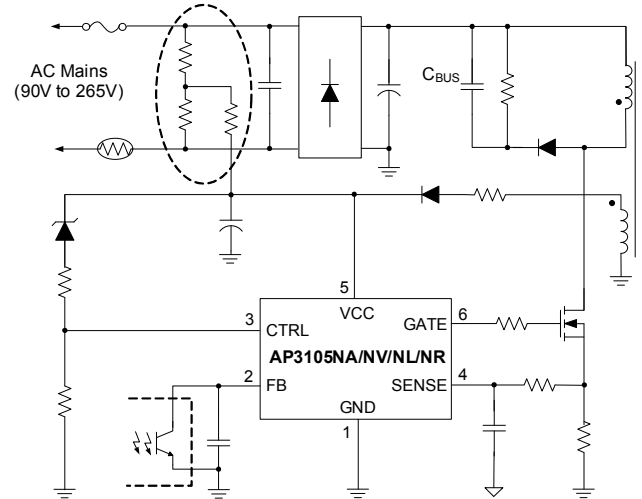 AC Mains
(90V to 265V)
CBUS
5
VCC
3
CTRL
GATE
6
AP3105NA/NV/NL/NR
2
FB
SENSE
4
GND
1